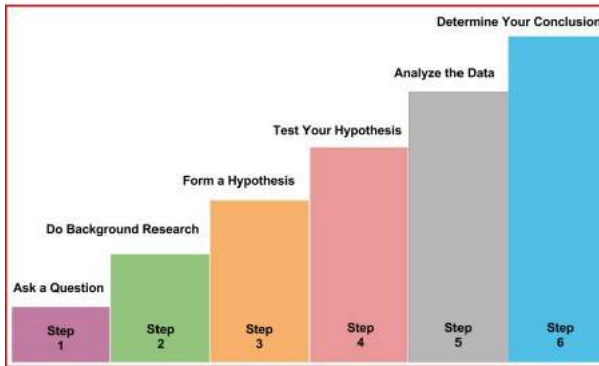 Determine Your Conclusion
Analyze the Data
Test Your Hypothesis
Form a Hypothesis
Do Background Research
Ask a Question
Step
1
Step
2
Step
3
Step
4
Step
5
Step
6